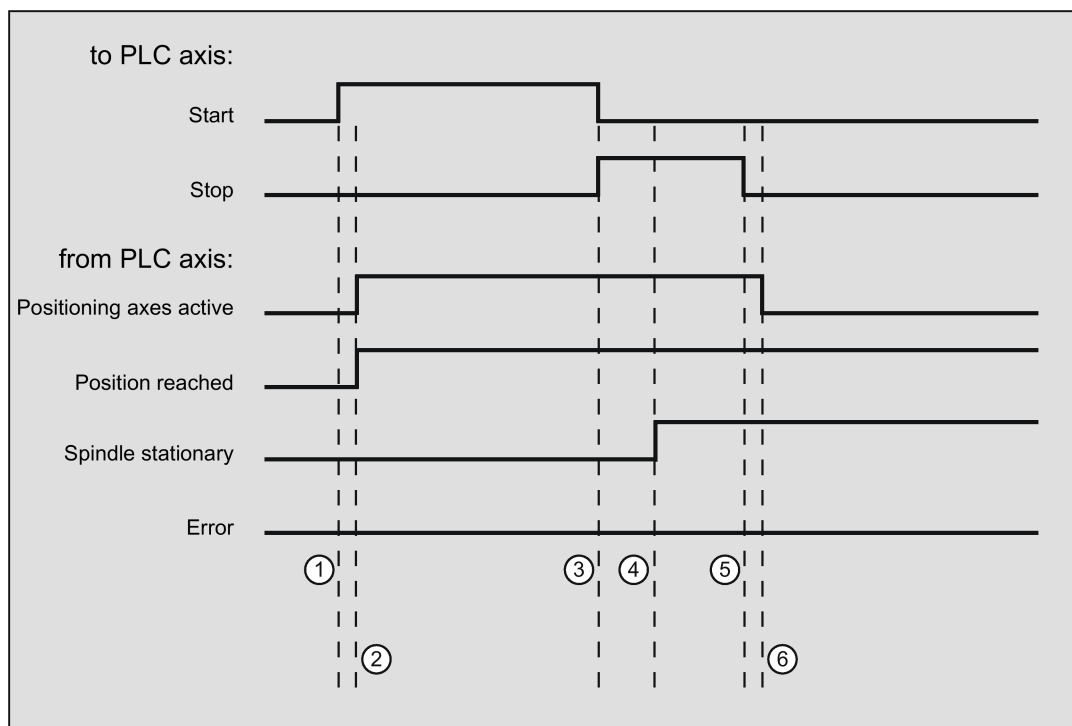 to PLC axis:
Start
Stop
from PLC axis:
Positioning axes active
Position reached
Spindle stationary
Error
1 3 4 5
2 6